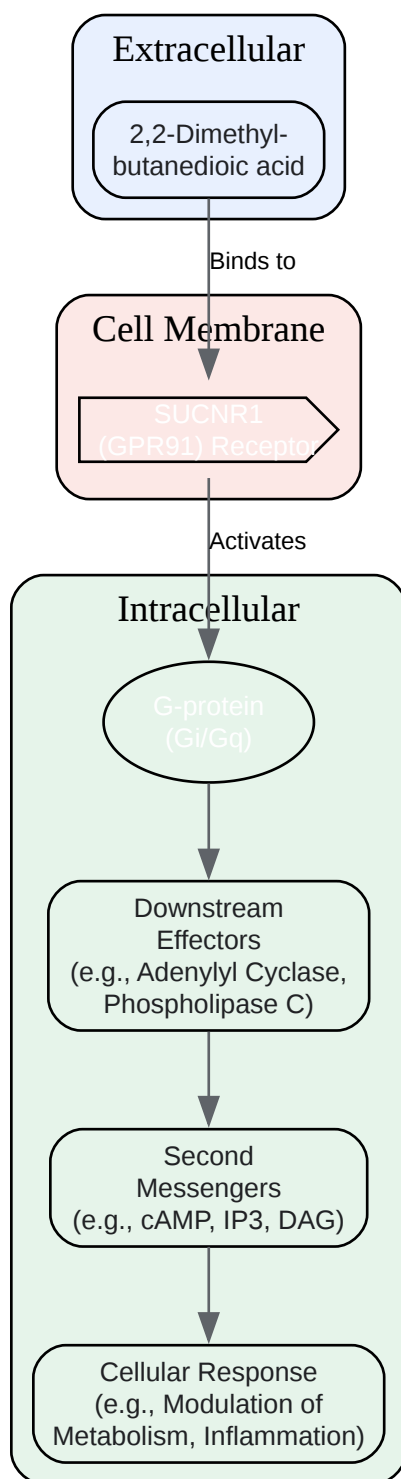 Extracellular
2,2-Dimethyl-
butanedioic acid
Binds to
Cell Membrane
SUCNR1
(GPR91) Receptor
Activates
Intracellular
G-protein
(Gi/Gq)
Downstream
Effectors
(e.g., Adenylyl Cyclase,
Phospholipase C)
Second
Messengers
(e.g., cAMP, IP3, DAG)
Cellular Response
(e.g., Modulation of
Metabolism, Inflammation)